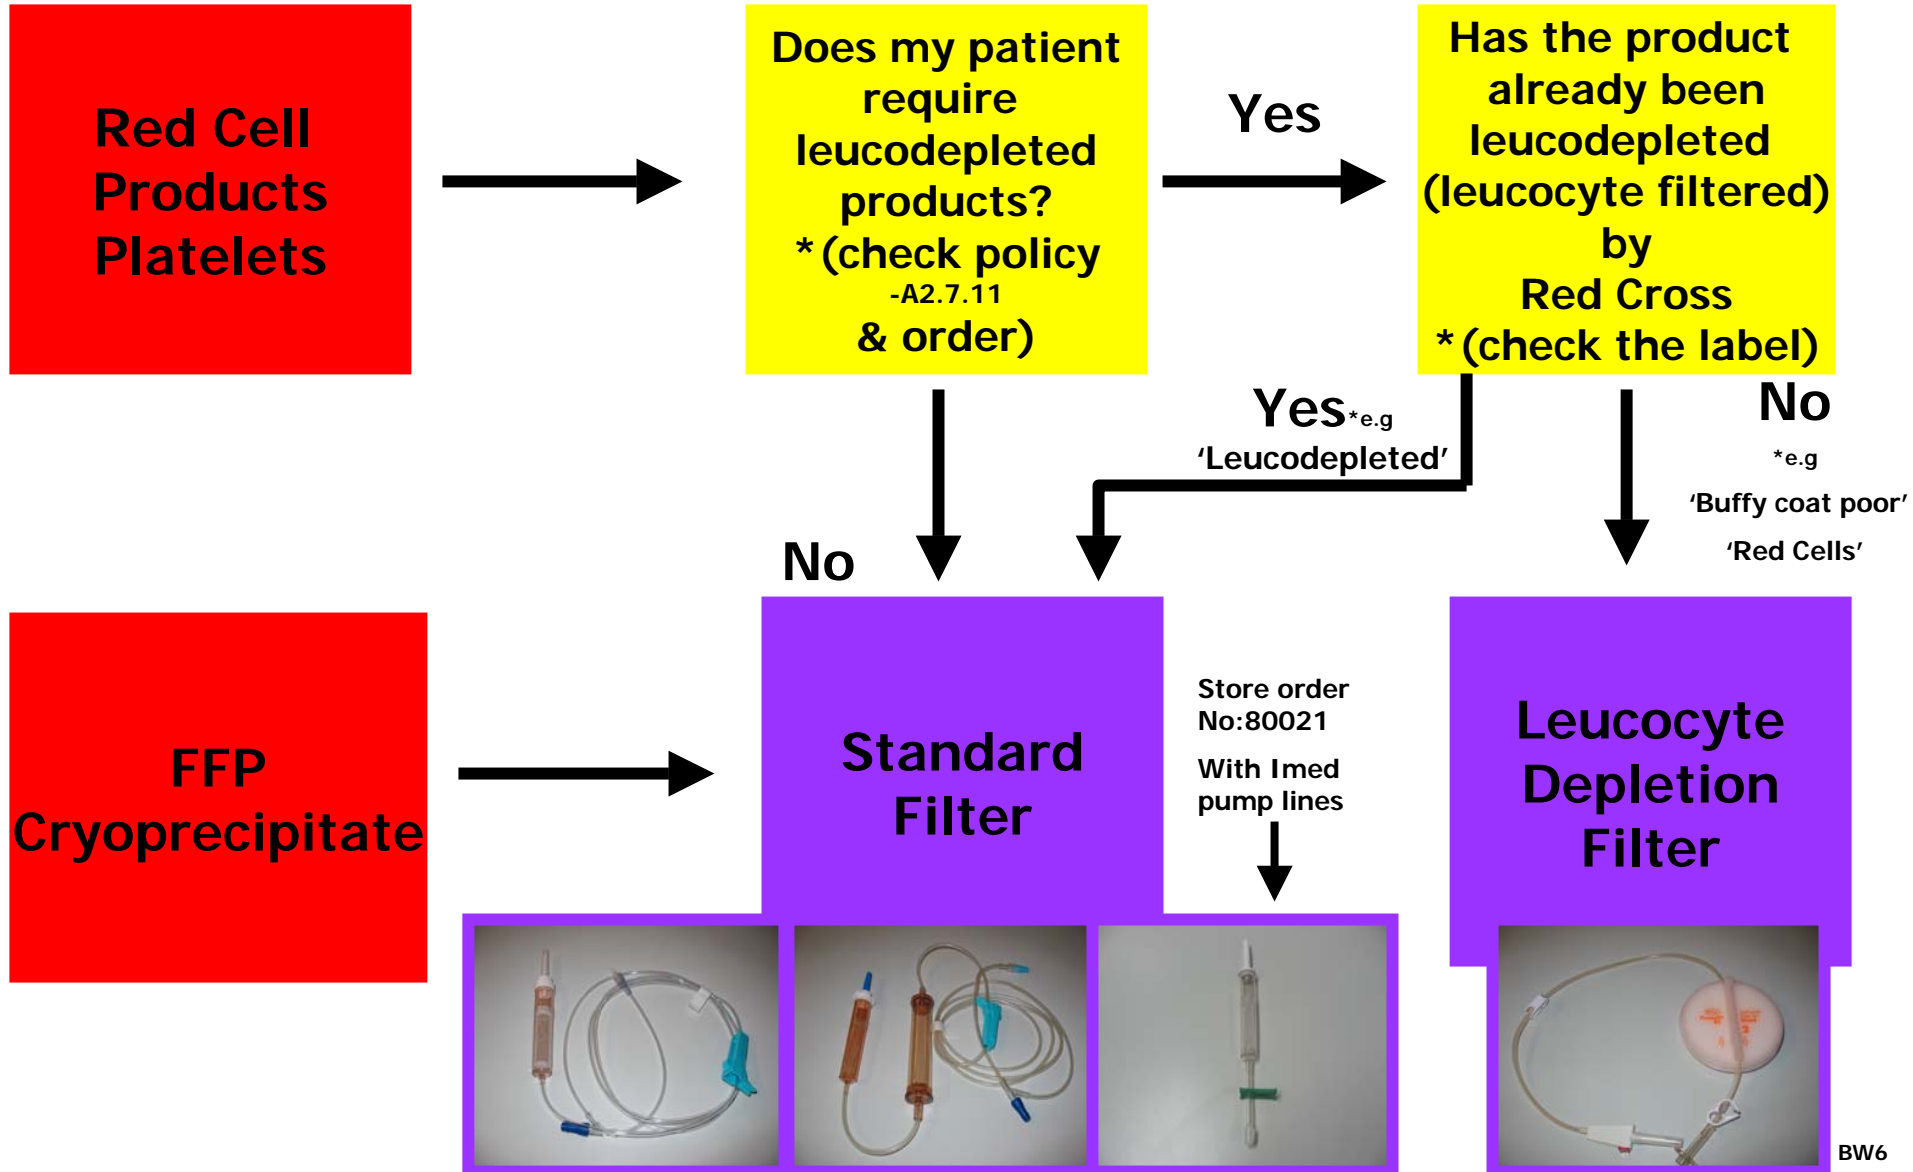 Red Cell
Products
Platelets
Does my patient
require
leucodepleted
products?
*(check policy
-A2.7.11
& order)
Yes
Has the product
already been
leucodepleted
(leucocyte filtered)
by
Red Cross
*(check the label)
Yes*e.g
‘Leucodepleted’
No
*e.g
‘Buffy coat poor’
‘Red Cells’
No
FFP
Cryoprecipitate
Standard
Filter
Store order
No:80021
With Imed
pump lines
Leucocyte
Depletion
Filter
BW6